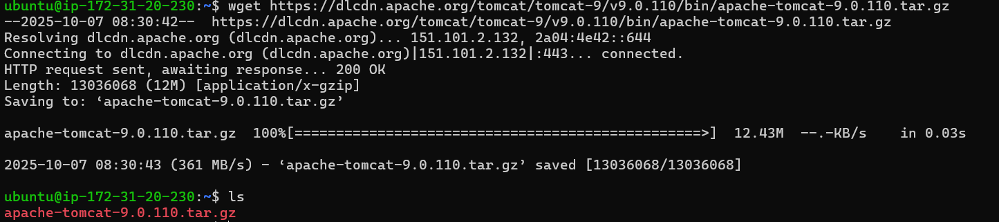 ubuntu@ip-172-31-20-230:~$ wget https://dlcdn.apache.org/tomcat/tomcat-9/v9.0.110/bin/apache-tomcat-9.0.110.tar.gz
--2025-10-07 08:30:42--  https://dlcdn.apache.org/tomcat/tomcat-9/v9.0.110/bin/apache-tomcat-9.0.110.tar.gz
Resolving dlcdn.apache.org (dlcdn.apache.org)... 151.101.2.132, 2a04:4e42::644
Connecting to dlcdn.apache.org (dlcdn.apache.org)|151.101.2.132|:443... connected.
HTTP request sent, awaiting response... 200 OK
Length: 13036068 (12M) [application/x-gzip]
Saving to: ‘apache-tomcat-9.0.110.tar.gz’
apache-tomcat-9.0.110.tar.gz  100%[=================================================>]  12.43M  --.-KB/s    in 0.03s
2025-10-07 08:30:43 (361 MB/s) - ‘apache-tomcat-9.0.110.tar.gz’ saved [13036068/13036068]
ubuntu@ip-172-31-20-230:~$ ls
apache-tomcat-9.0.110.tar.gz